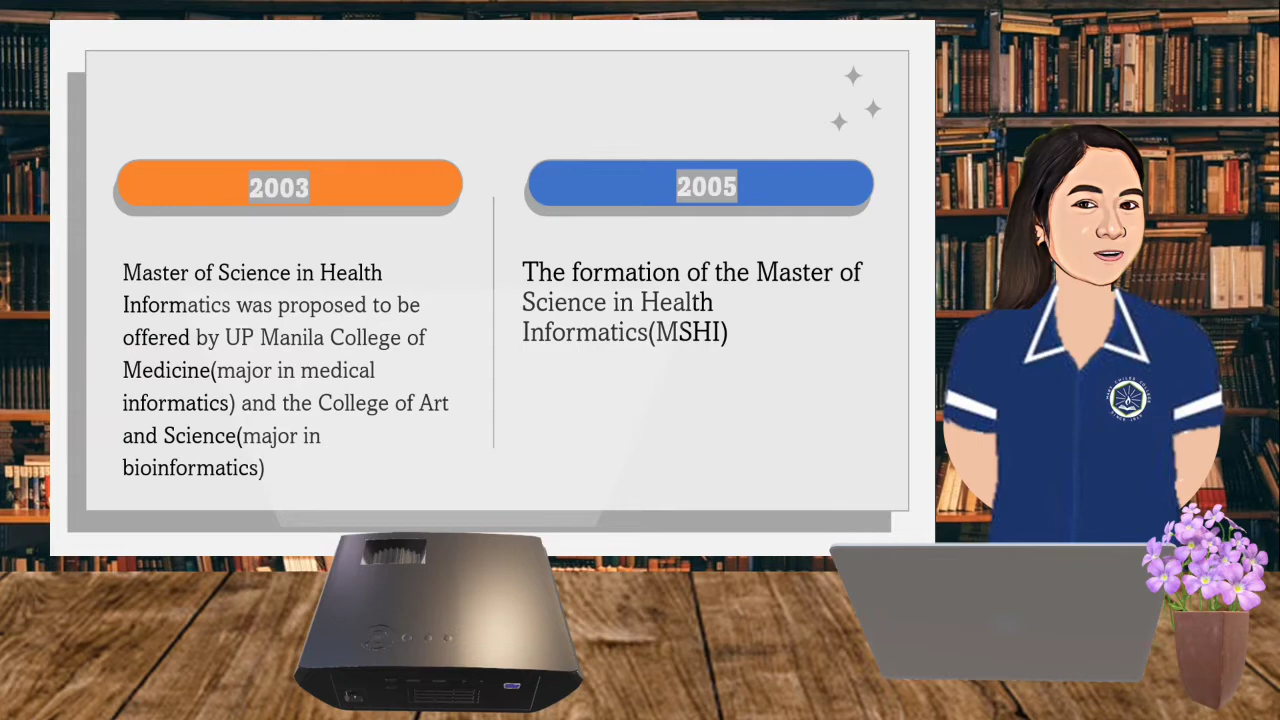 2003
Master of Science in Health
Informatics was proposed to be
offered by UP Manila College of
Medicine(major in medical
informatics) and the College of Art
and Science(major in
bioinformatics)
2005
The formation of the Master of
Science in Health
Informatics(MSHI)